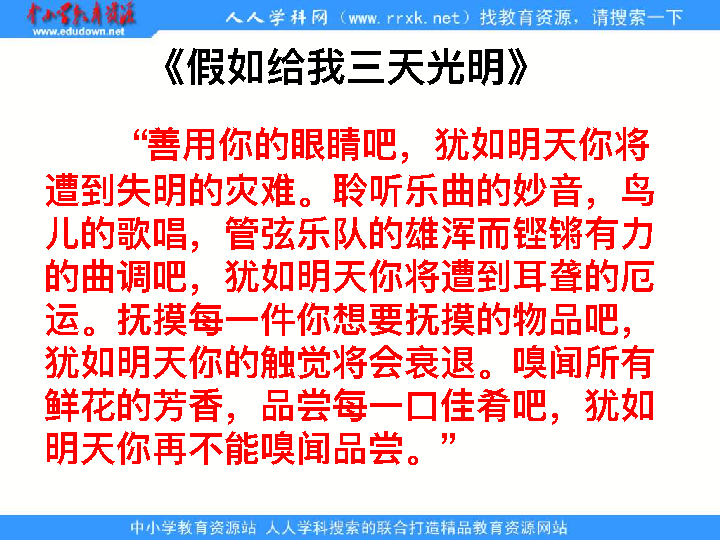 中小学教育资源
www.edudown.net
人人学科网（www.rrxk.net）找教育资源，请搜索一下
《假如给我三天光明》
“善用你的眼睛吧，犹如明天你将
遭到失明的灾难。聆听乐曲的妙音，鸟
儿的歌唱，管弦乐队的雄浑而铿锵有力
的曲调吧，犹如明天你将遭到耳聋的厄
运。抚摸每一件你想要抚摸的物品吧，
犹如明天你的触觉将会衰退。嗅闻所有
鲜花的芳香，品尝每一口佳肴吧，犹如
明天你再不能嗅闻品尝。”
中小学教育资源站 人人学科搜索的联合打造精品教育资源网站